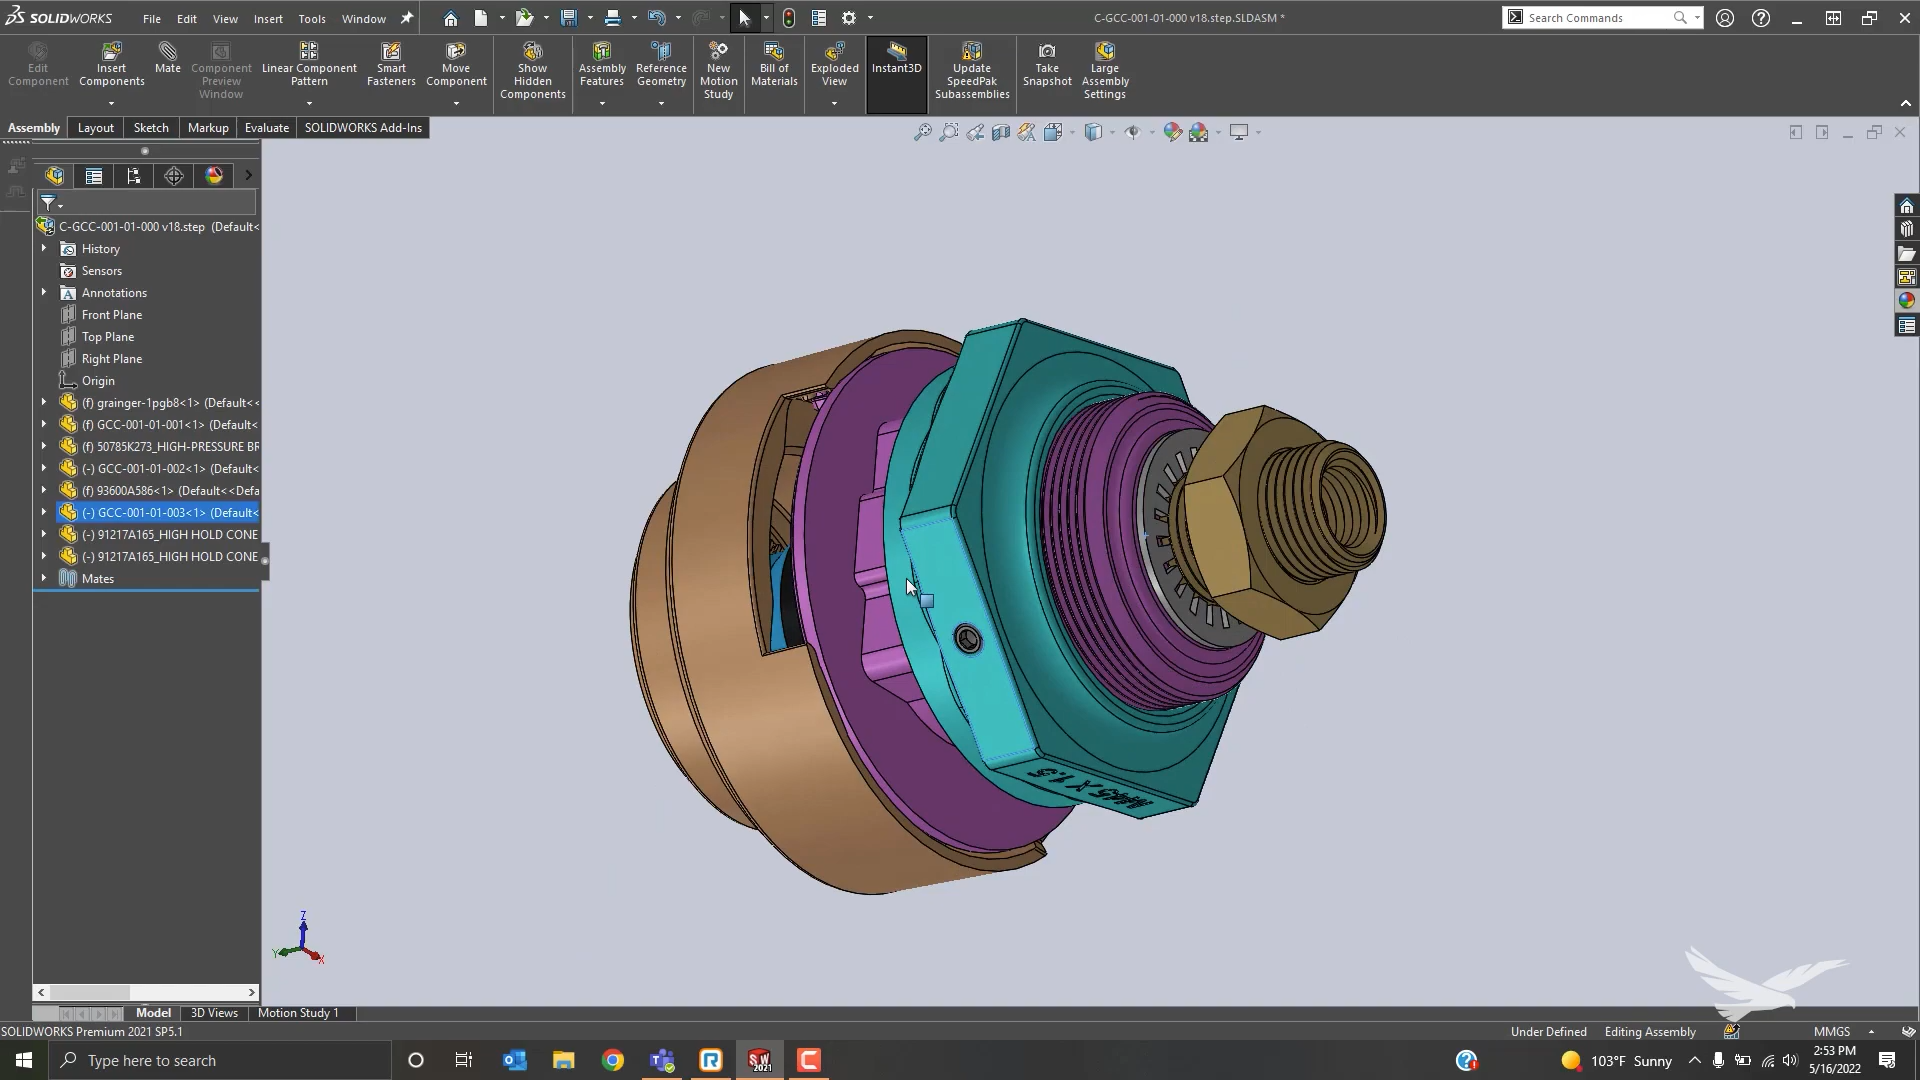 SOLIDWORKS
File Edit View Insert Tools Window
C-GCC-001-01-000 v18.step.SLDASM *
Search Commands
Edit Component
Insert Components
Mate
Component Preview Window
Linear Component Pattern
Smart Fasteners
Move Component
Show Hidden Components
Assembly Features
Reference Geometry
New Motion Study
Bill of Materials
Exploded View
Instant3D
Update SpeedPak Subassemblies
Take Snapshot
Large Assembly Settings
Assembly Layout Sketch Markup Evaluate SOLIDWORKS Add-Ins
C-GCC-001-01-000 v18.step (Default<
History
Sensors
A Annotations
Front Plane
Top Plane
Right Plane
Origin
(f) grainger-1pgb8<1> (Default<<
(f) GCC-001-01-001<1> (Default<
(f) 50785K273_HIGH-PRESSURE BR
(-) GCC-001-01-002<1> (Default<
(f) 93600A586<1> (Default<<Defa
(-) GCC-001-01-003<1> (Default<
(-) 91217A165_HIGH HOLD CONE
(-) 91217A165_HIGH HOLD CONE
Mates
M45 X 1.5
Z
Y
X
Model 3D Views Motion Study 1
SOLIDWORKS Premium 2021 SP5.1
Under Defined Editing Assembly MMGS
Type here to search
SW 2021
103°F Sunny
2:53 PM
5/16/2022